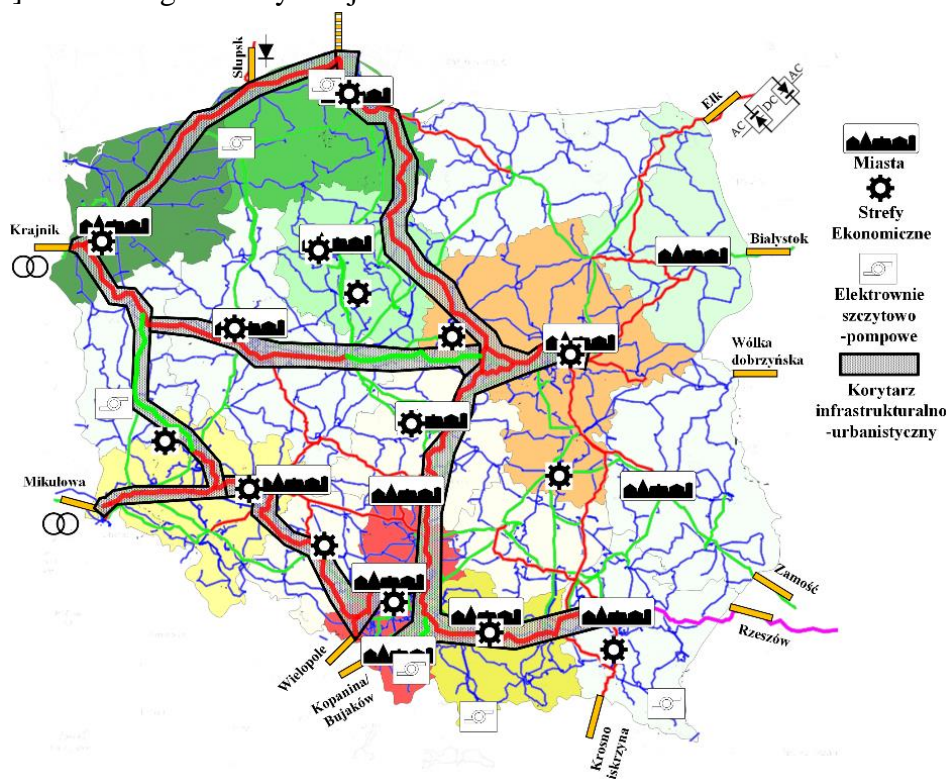 Słupsk
Ełk
AC
DC
AC
Miasta
Strefy
Ekonomiczne
Krajnik
Białystok
Elektrownie
szczytowo
-pompowe
Wólka
dobrzyńska
Korytarz
infrastrukturalno
-urbanistyczny
Mikułowa
Zamość
Rzeszów
Wielopole
Kopanina/
Bujaków
Krosno
iskrzyna